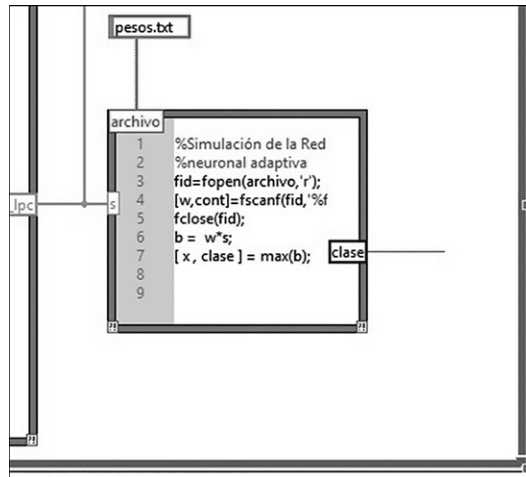 pesos.txt
archivo
1 %Simulación de la Red
2 %neuronal adaptiva
3 fid=fopen(archivo,'r');
_lpc s 4 [w,cont]=fscanf(fid,'%f
5 fclose(fid);
6 b = w*s;
7 [ x , clase ] = max(b); clase
8
9